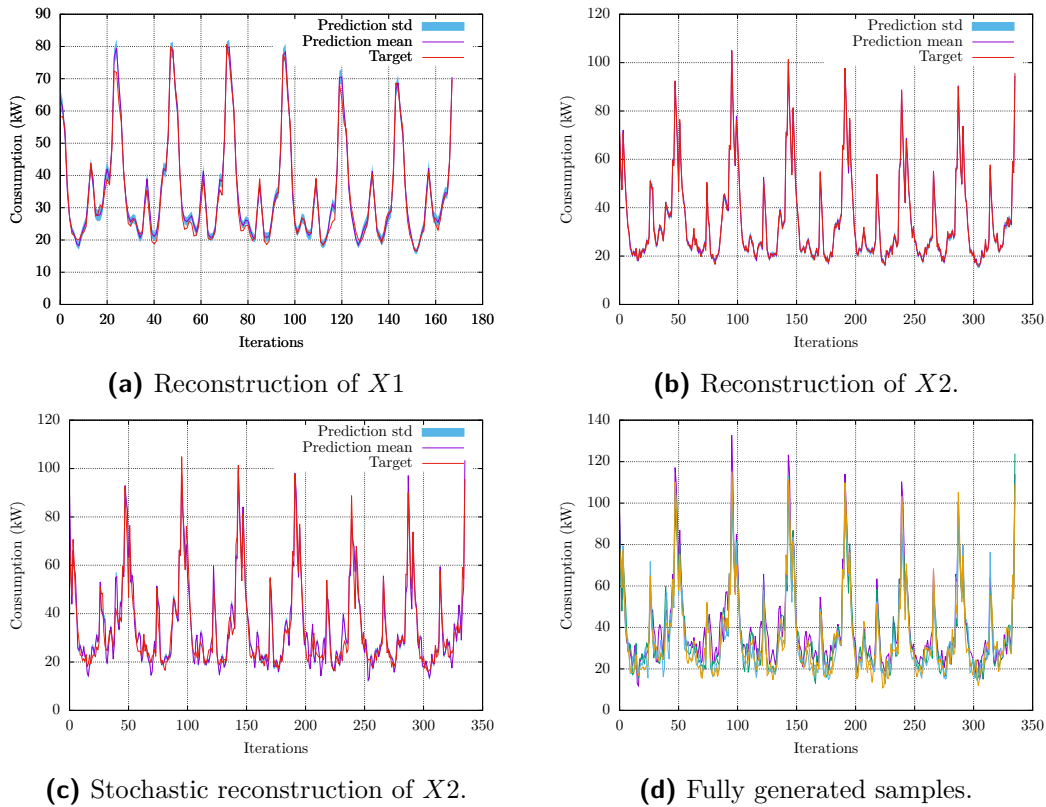 90
80
70
60
50
40
30
20
10
0
Consumption (kW)
Prediction std
Prediction mean
Target
0 20 40 60 80 100 120 140 160 180
Iterations
(a) Reconstruction of X1
120
100
80
60
40
20
0
Consumption (kW)
Prediction std
Prediction mean
Target
0 50 100 150 200 250 300 350
Iterations
(b) Reconstruction of X2.
120
100
80
60
40
20
0
Consumption (kW)
Prediction std
Prediction mean
Target
0 50 100 150 200 250 300 350
Iterations
(c) Stochastic reconstruction of X2.
140
120
100
80
60
40
20
0
Consumption (kW)
0 50 100 150 200 250 300 350
Iterations
(d) Fully generated samples.